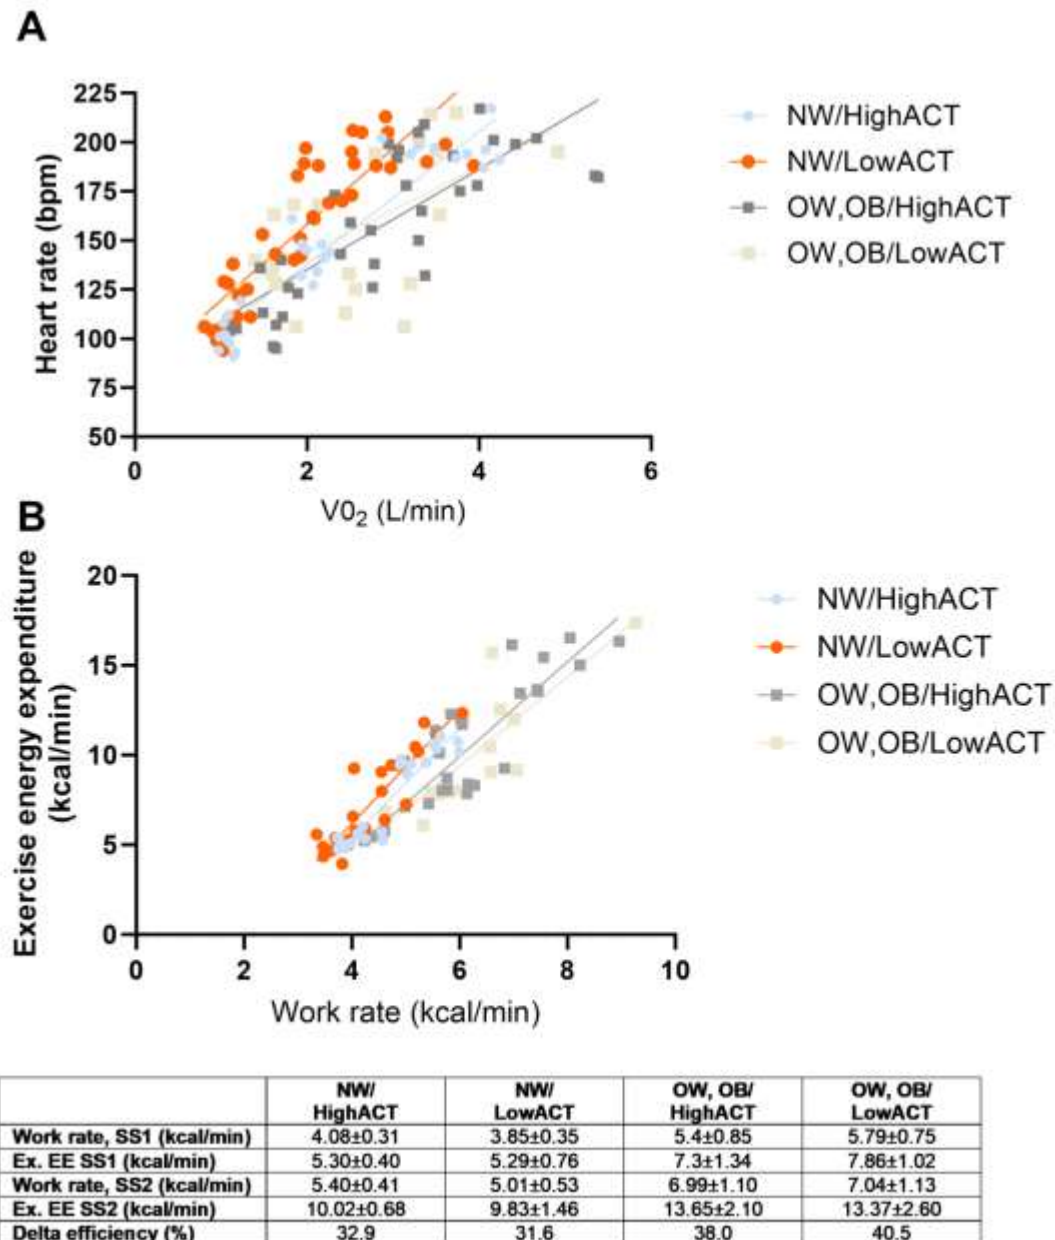 A
225
200
175
150
125
100
75
50
Heart rate (bpm)
0 2 4 6
V0₂ (L/min)
NW/HighACT
NW/LowACT
OW,OB/HighACT
OW,OB/LowACT
B
20
15
10
5
0
Exercise energy expenditure
(kcal/min)
0 2 4 6 8 10
Work rate (kcal/min)
NW/HighACT
NW/LowACT
OW,OB/HighACT
OW,OB/LowACT
NW/ NW/ OW, OB/ OW, OB/
HighACT LowACT HighACT LowACT
Work rate, SS1 (kcal/min) 4.08±0.31 3.85±0.35 5.4±0.85 5.79±0.75
Ex. EE SS1 (kcal/min) 5.30±0.40 5.29±0.76 7.3±1.34 7.86±1.02
Work rate, SS2 (kcal/min) 5.40±0.41 5.01±0.53 6.99±1.10 7.04±1.13
Ex. EE SS2 (kcal/min) 10.02±0.68 9.83±1.46 13.65±2.10 13.37±2.60
Delta efficiency (%) 32.9 31.6 38.0 40.5